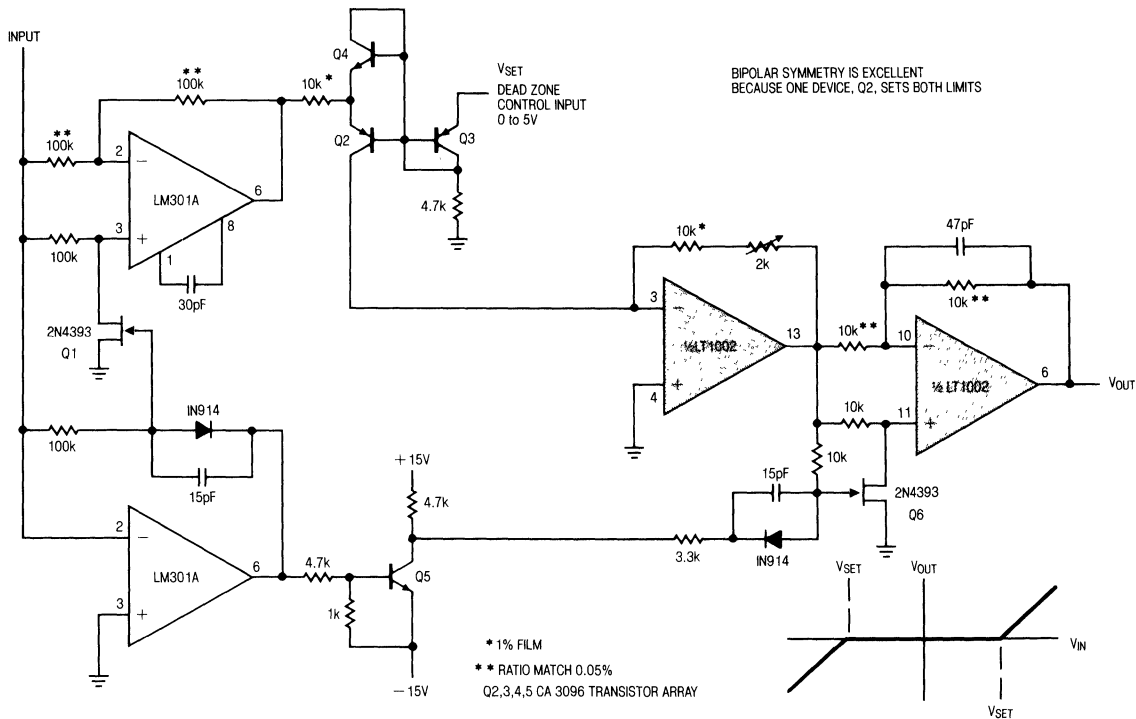 INPUT
**
100k
**
100k
2
−
LM301A
6
8
3
+
1
100k
30pF
2N4393
Q1
10k *
Q4
Q2
Q3
VSET
DEAD ZONE
CONTROL INPUT
0 to 5V
4.7k
BIPOLAR SYMMETRY IS EXCELLENT
BECAUSE ONE DEVICE, Q2, SETS BOTH LIMITS
10k*
2k
3
−
½LT1002
13
4
+
47pF
10k**
10k**
10
−
½ LT1002
6
VOUT
10k
11
+
10k
15pF
2N4393
Q6
3.3k
IN914
IN914
100k
15pF
2
−
LM301A
6
3
+
4.7k
1k
+15V
4.7k
Q5
−15V
* 1% FILM
** RATIO MATCH 0.05%
Q2,3,4,5 CA 3096 TRANSISTOR ARRAY
VSET
VOUT
VIN
VSET